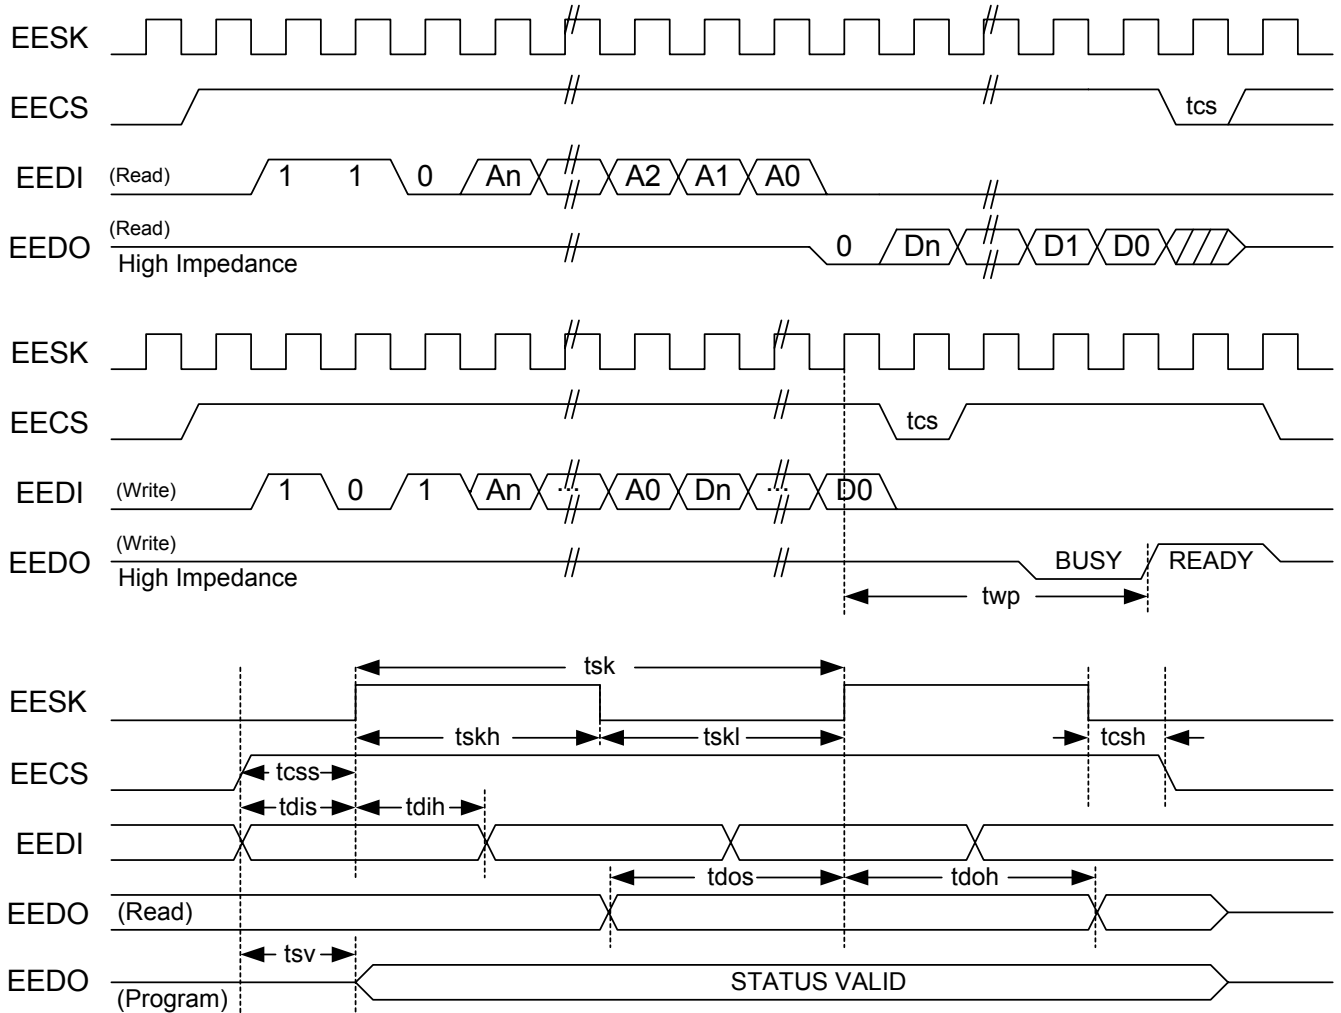 EESK
EECS tcs
EEDI (Read) 1 1 0 An A2 A1 A0
EEDO (Read) High Impedance 0 Dn D1 D0
EESK
EECS tcs
EEDI (Write) 1 0 1 An ... A0 Dn ... D0
EEDO (Write) High Impedance BUSY READY
twp
tsk
EESK
tskh tskl tcsh
EECS tcss
tdis tdih
EEDI
tdos tdoh
EEDO (Read)
tsv
EEDO (Program) STATUS VALID